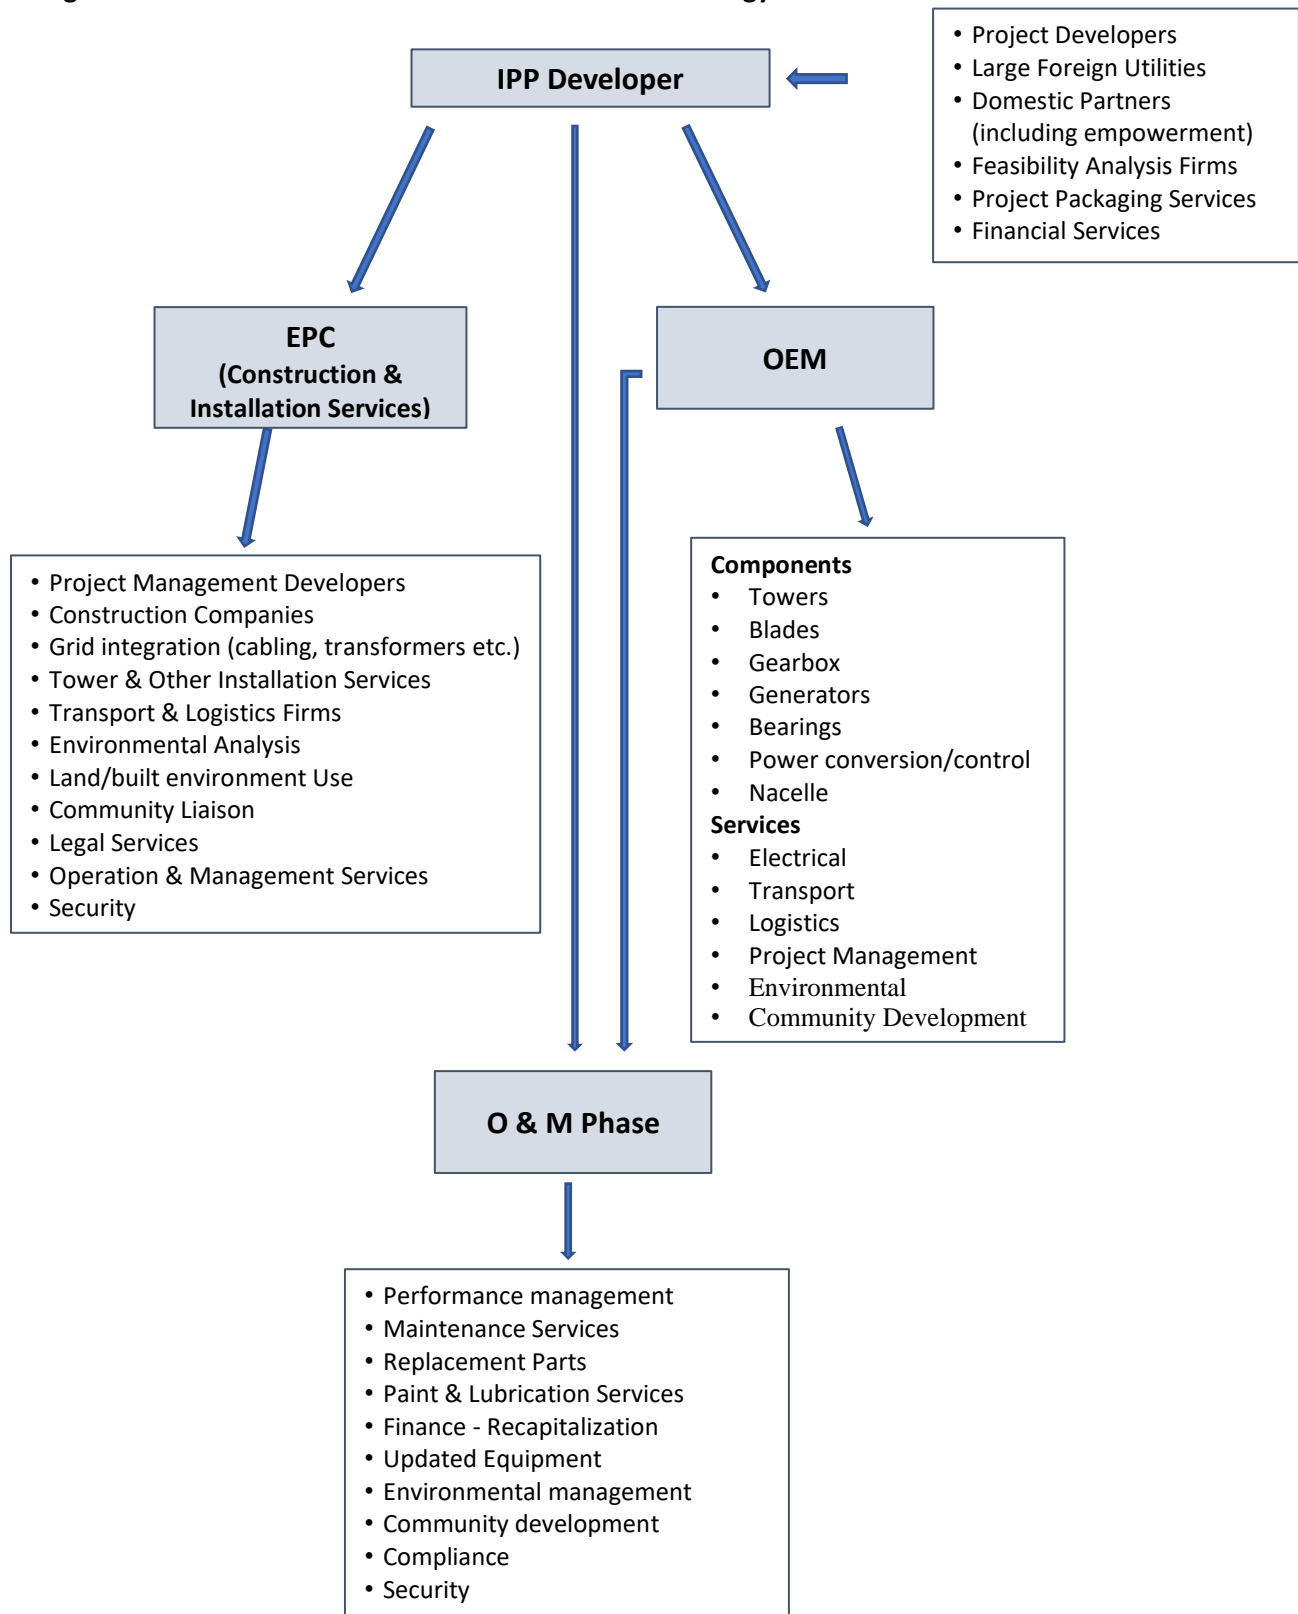 IPP Developer
• Project Developers
• Large Foreign Utilities
• Domestic Partners
(including empowerment)
• Feasibility Analysis Firms
• Project Packaging Services
• Financial Services
EPC
(Construction &
Installation Services)
OEM
• Project Management Developers
• Construction Companies
• Grid integration (cabling, transformers etc.)
• Tower & Other Installation Services
• Transport & Logistics Firms
• Environmental Analysis
• Land/built environment Use
• Community Liaison
• Legal Services
• Operation & Management Services
• Security
Components
• Towers
• Blades
• Gearbox
• Generators
• Bearings
• Power conversion/control
• Nacelle
Services
• Electrical
• Transport
• Logistics
• Project Management
• Environmental
• Community Development
O & M Phase
• Performance management
• Maintenance Services
• Replacement Parts
• Paint & Lubrication Services
• Finance - Recapitalization
• Updated Equipment
• Environmental management
• Community development
• Compliance
• Security